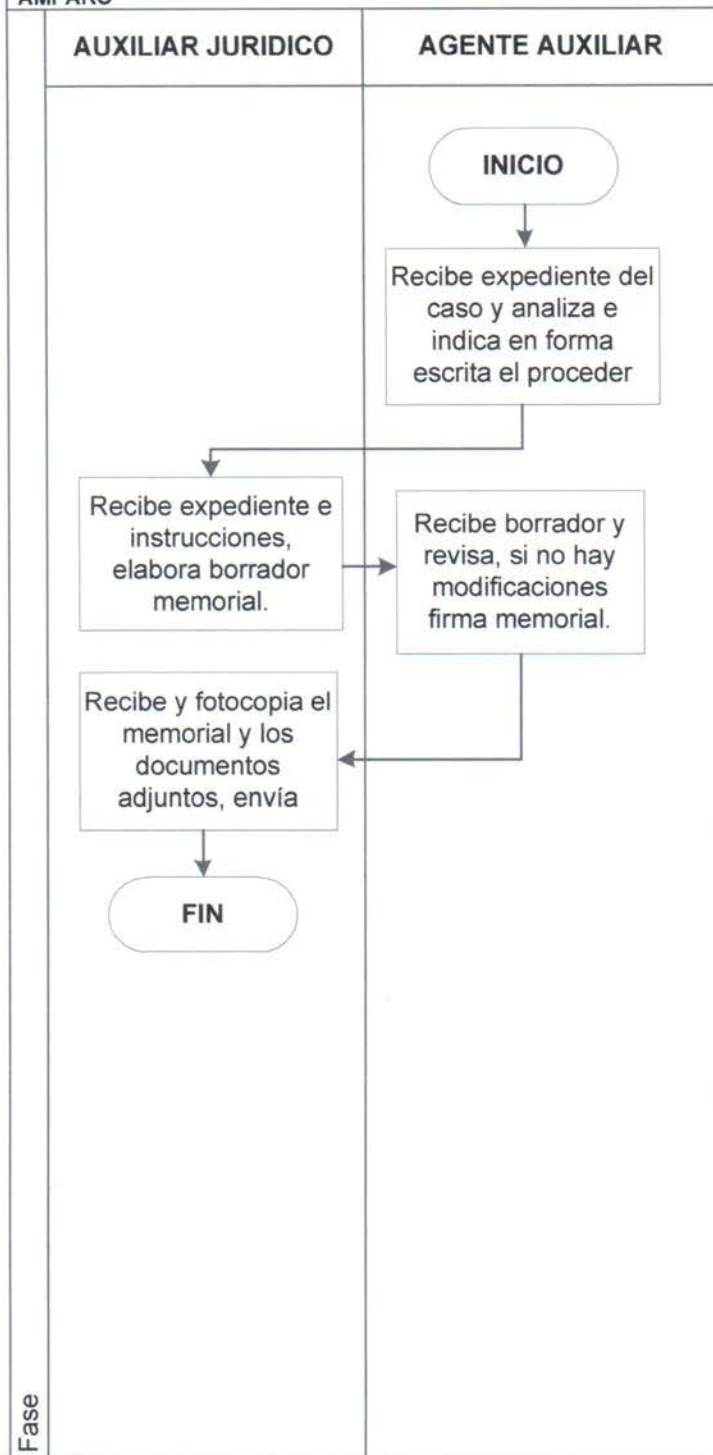 AMPARO
AUXILIAR JURIDICO
AGENTE AUXILIAR
INICIO
Recibe expediente del
caso y analiza e
indica en forma
escrita el proceder
Recibe expediente e
instrucciones,
elabora borrador
memorial.
Recibe borrador y
revisa, si no hay
modificaciones
firma memorial.
Recibe y fotocopia el
memorial y los
documentos
adjuntos, envía
FIN
Fase